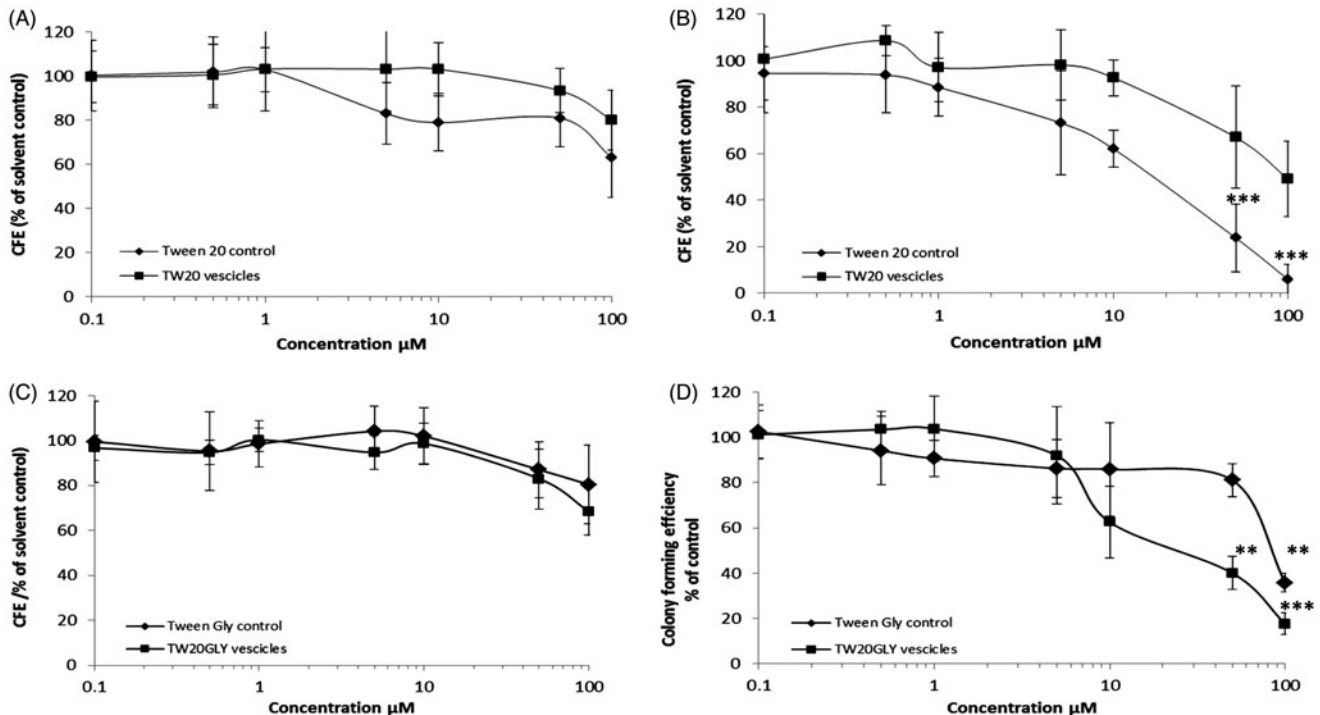 (A)
120
100
80
60
40
20
0
CFE (% of solvent control)
Tween 20 control
TW20 vescicles
0.1 1 10 100
Concentration µM
(B)
120
100
80
60
40
20
0
CFE (% of solvent control)
***
***
Tween 20 control
TW20 vescicles
0.1 1 10 100
Concentration µM
(C)
120
100
80
60
40
20
0
CFE /% of solvent control)
Tween Gly control
TW20GLY vescicles
0.1 1 10 100
Concentration µM
(D)
120
100
80
60
40
20
0
Colony forming effciency
% of control
** **
***
Tween Gly control
TW20GLY vescicles
0.1 1 10 100
Concentration µM